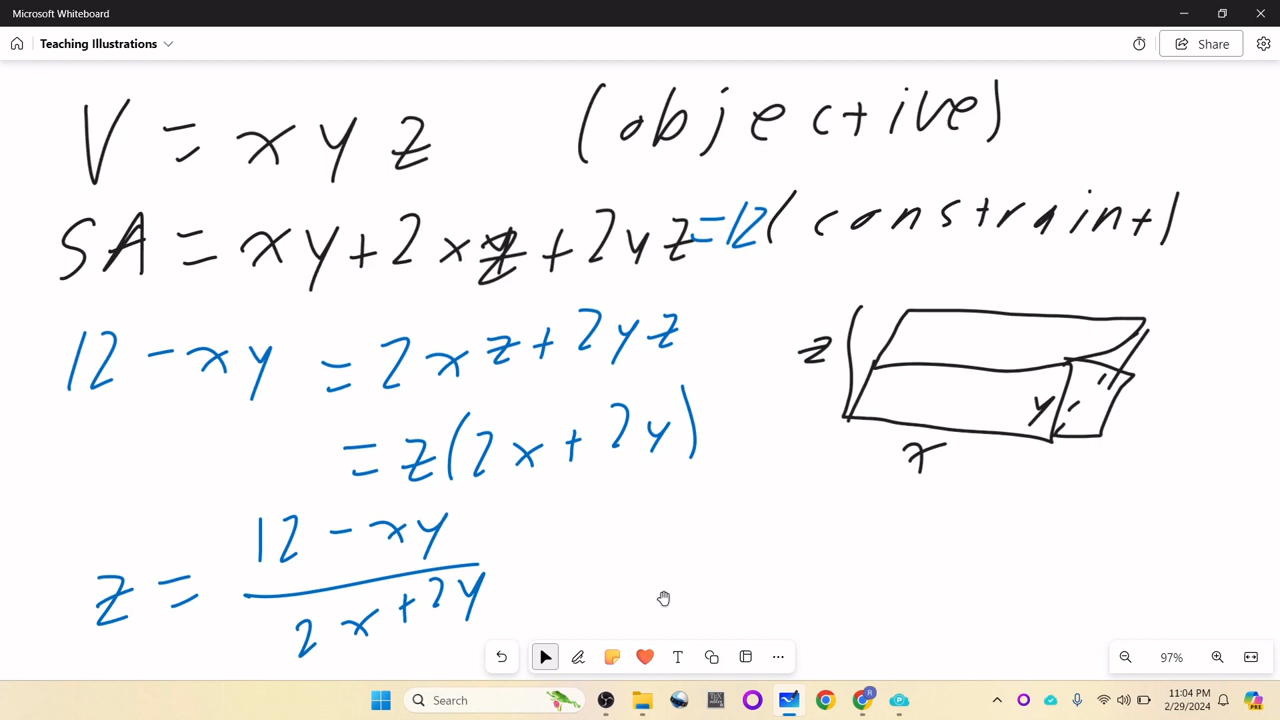 Microsoft Whiteboard
Teaching Illustrations
Share
V = x y z (objective)
SA = xy + 2xz + 2yz = 12 (constraint)
12 - xy = 2xz + 2yz
= z(2x + 2y)
z
y
x
12 - xy
z =
2x + 2y
97%
Search
11:04 PM
2/29/2024
PRE